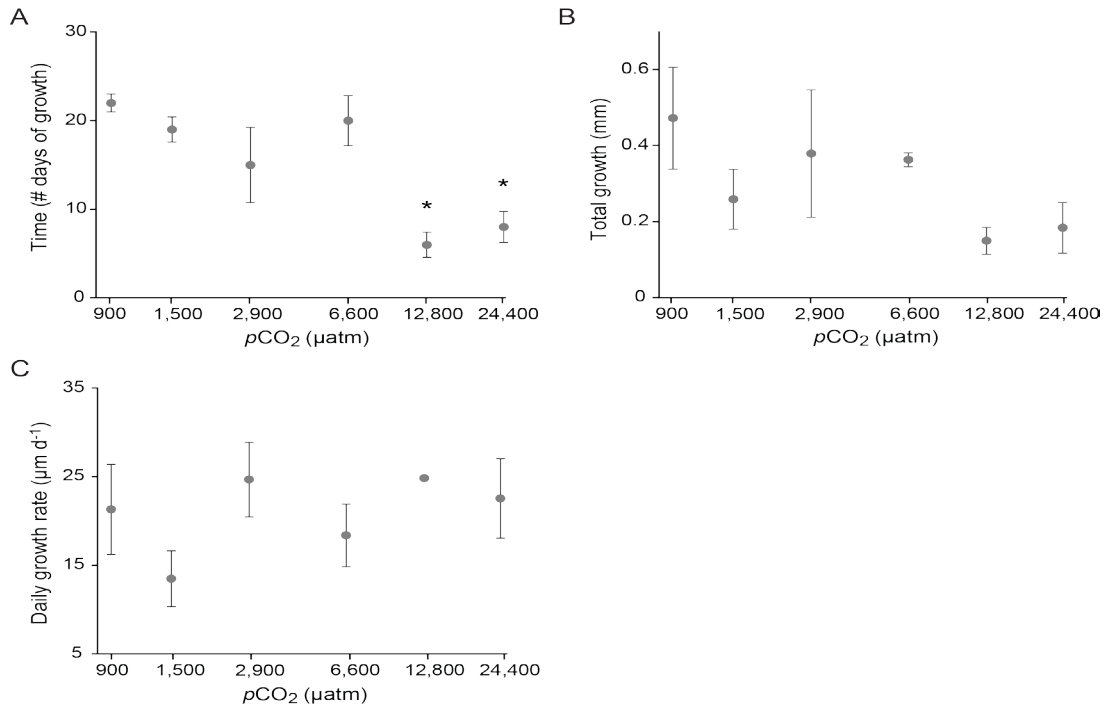 A
Time (# days of growth)
30
20
10
0
* *
900 1,500 2,900 6,600 12,800 24,400
pCO₂ (µatm)
B
Total growth (mm)
0.6
0.4
0.2
0
900 1,500 2,900 6,600 12,800 24,400
pCO₂ (µatm)
C
Daily growth rate (µm d⁻¹)
35
25
15
5
900 1,500 2,900 6,600 12,800 24,400
pCO₂ (µatm)